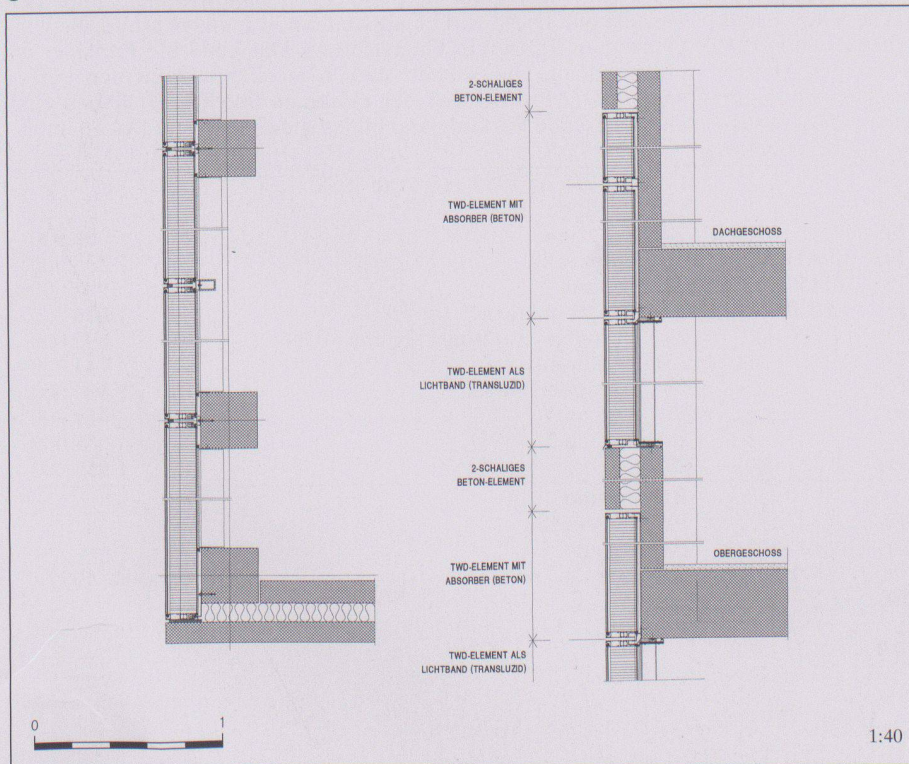 2-SCHALIGES
BETON-ELEMENT
TWD-ELEMENT MIT
ABSORBER (BETON)
DACHGESCHOSS
TWD-ELEMENT ALS
LICHTBAND (TRANSLUZID)
2-SCHALIGES
BETON-ELEMENT
TWD-ELEMENT MIT
ABSORBER (BETON)
OBERGESCHOSS
TWD-ELEMENT ALS
LICHTBAND (TRANSLUZID)
0 1
1:40